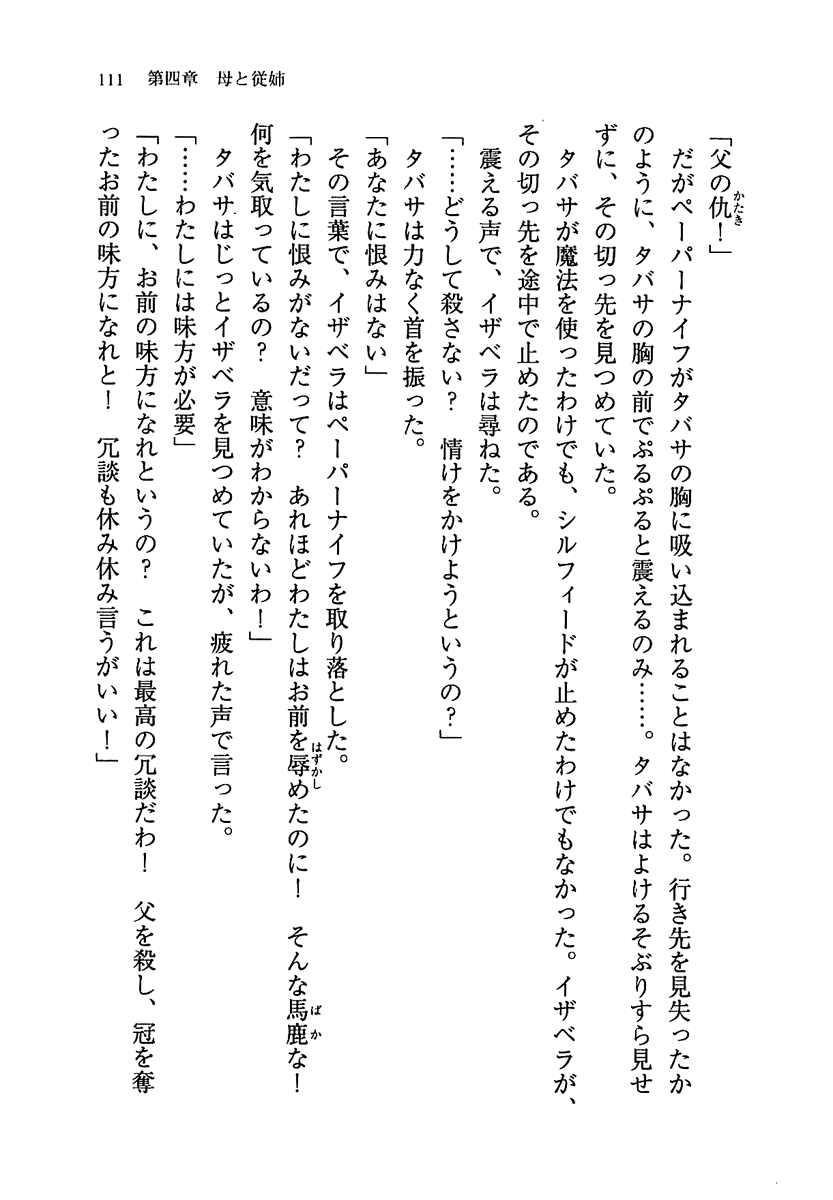 111　第四章　母と従姉
「父の仇！」
　だがペーパーナイフがタバサの胸に吸い込まれることはなかった。行き先を見失ったか
のように、タバサの胸の前でぷるぷると震えるのみ……。タバサはよけるそぶりすら見せ
ずに、その切っ先を見つめていた。
　タバサが魔法を使ったわけでも、シルフィードが止めたわけでもなかった。イザベラが、
その切っ先を途中で止めたのである。
　震える声で、イザベラは尋ねた。
「……どうして殺さない？　情けをかけようというの？」
　タバサは力なく首を振った。
「あなたに恨みはない」
　その言葉で、イザベラはペーパーナイフを取り落とした。
「わたしに恨みがないだって？　あれほどわたしはお前を辱めたのに！　そんな馬鹿な！
何を気取っているの？　意味がわからないわ！」
　タバサはじっとイザベラを見つめていたが、疲れた声で言った。
「……わたしには味方が必要」
「わたしに、お前の味方になれというの？　これは最高の冗談だわ！　父を殺し、冠を奪
ったお前の味方になれと！　冗談も休み休み言うがいい！」
かたき
はずかし
ばか